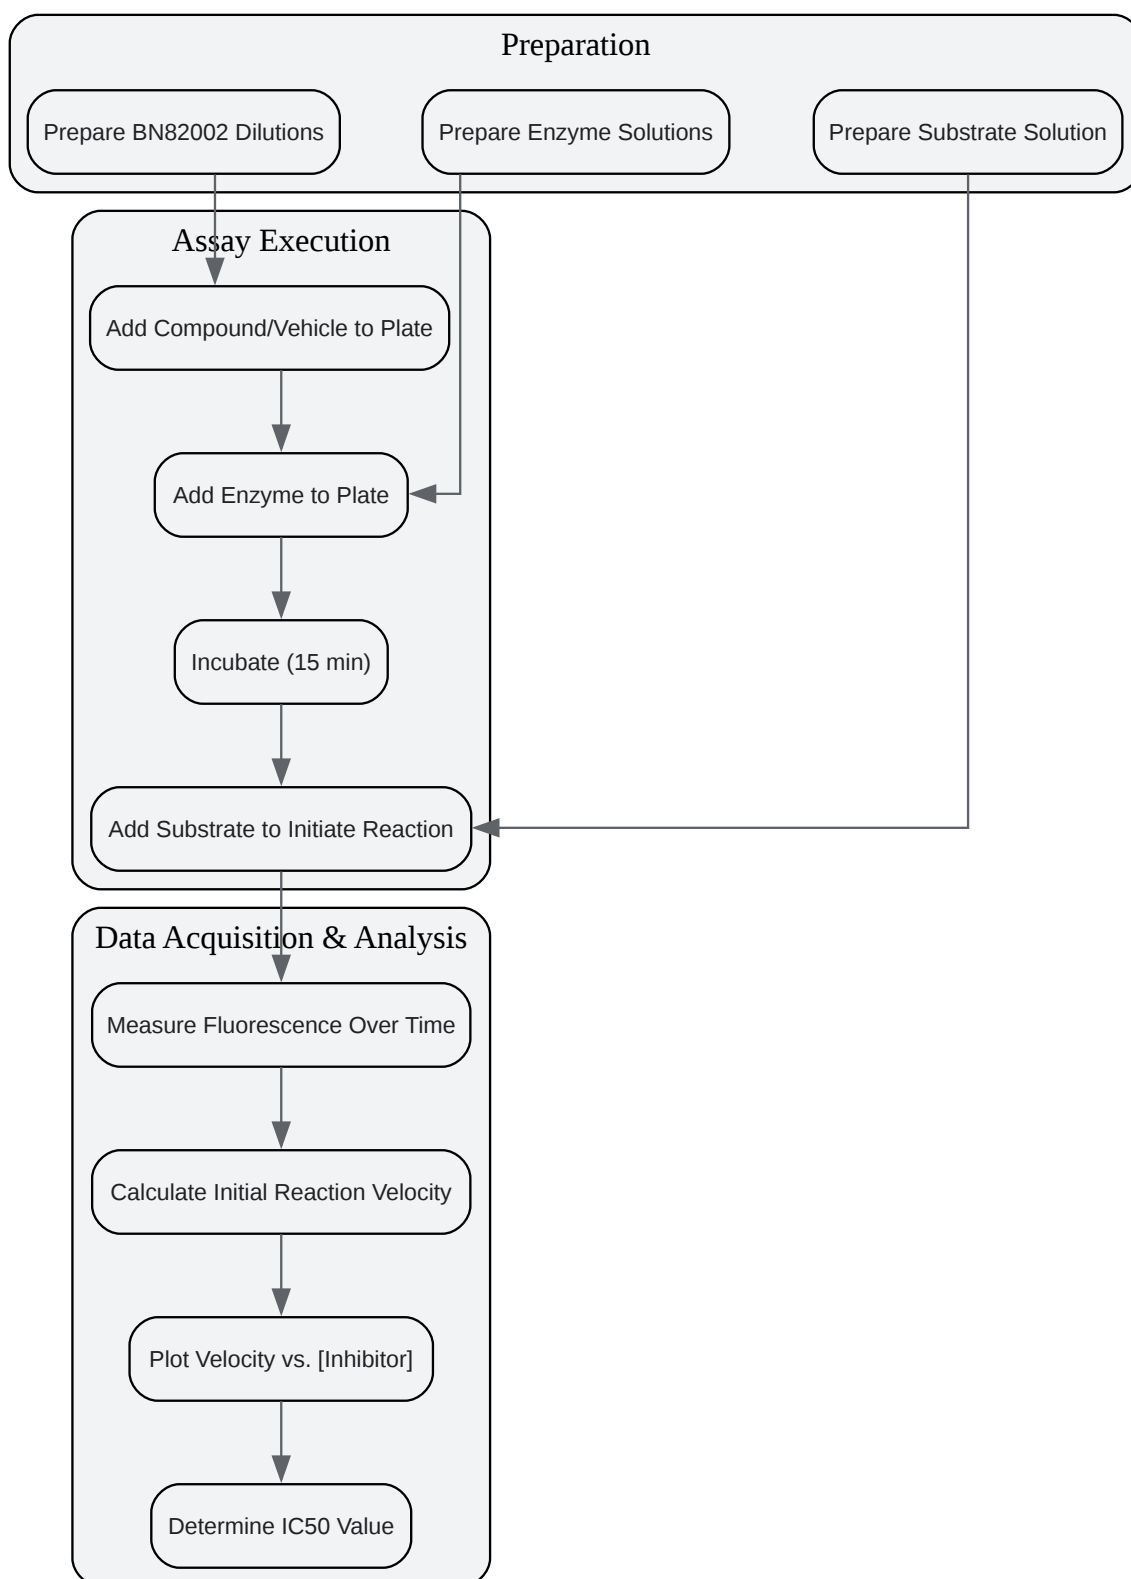 Preparation
Prepare BN82002 Dilutions
Prepare Enzyme Solutions
Prepare Substrate Solution
Assay Execution
Add Compound/Vehicle to Plate
Add Enzyme to Plate
Incubate (15 min)
Add Substrate to Initiate Reaction
Data Acquisition & Analysis
Measure Fluorescence Over Time
Calculate Initial Reaction Velocity
Plot Velocity vs. [Inhibitor]
Determine IC50 Value